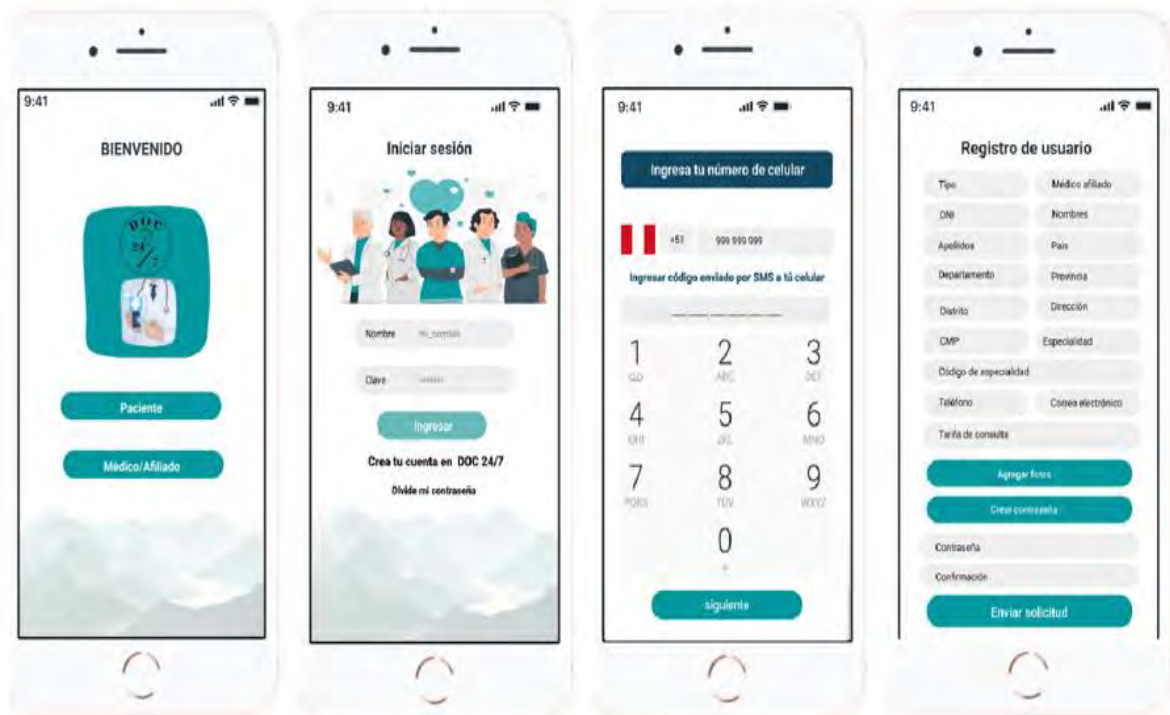 9:41
BIENVENIDO
DOC
24/7
Paciente
Médico/Afiliado
9:41
Iniciar sesión
Nombre
Clave
Ingresar
Crea tu cuenta en DOC 24/7
Olvide mi contraseña
9:41
Ingresa tu número de celular
+51 999 999 099
Ingresar código enviado por SMS a tú celular
1 2 3
ABC DEF
4 5 6
GHI JKL MNO
7 8 9
PQRS TUV WXYZ
0
siguiente
9:41
Registro de usuario
Tipo Médico afiliado
DNI Nombres
Apellidos País
Departamento Provincia
Distrito Dirección
CMP Especialidad
Código de especialidad
Teléfono Correo electrónico
Tarifa de consulta
Agregar fotos
Crear contraseña
Contraseña
Confirmación
Enviar solicitud